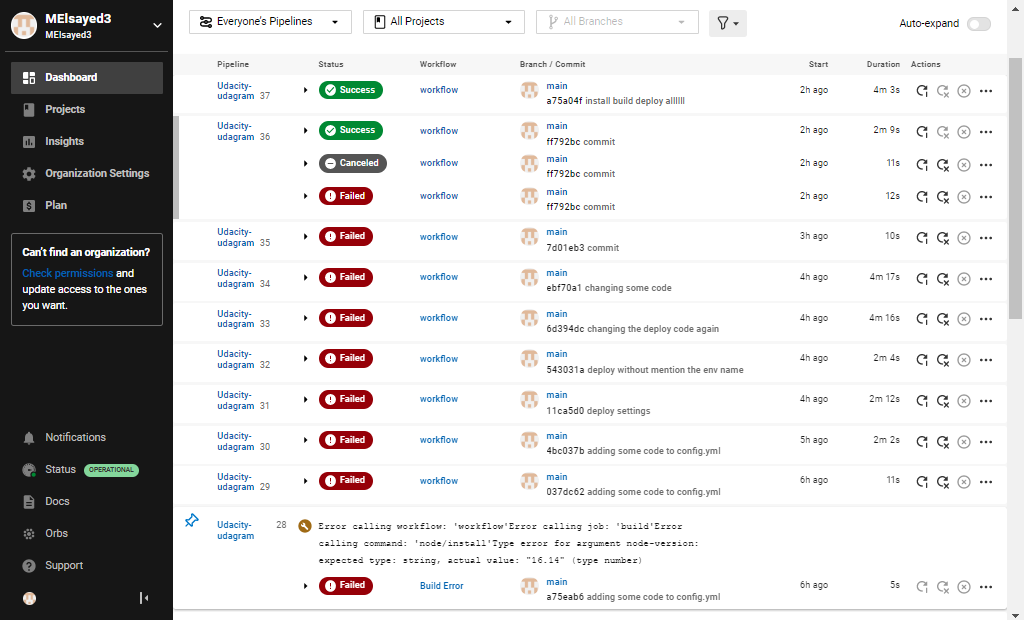 MElsayed3
MElsayed3
Dashboard
Projects
Insights
Organization Settings
Plan
Can't find an organization?
Check permissions and
update access to the ones
you want.
Notifications
Status OPERATIONAL
Docs
Orbs
Support
Everyone's Pipelines All Projects All Branches Auto-expand
Pipeline Status Workflow Branch / Commit Start Duration Actions
Udacity-
udagram 37 Success workflow main 2h ago 4m 3s
a75a04f install build deploy allllll
Udacity-
udagram 36 Success workflow main 2h ago 2m 9s
ff792bc commit
Canceled workflow main 2h ago 11s
ff792bc commit
Failed workflow main 2h ago 12s
ff792bc commit
Udacity-
udagram 35 Failed workflow main 3h ago 10s
7d01eb3 commit
Udacity-
udagram 34 Failed workflow main 4h ago 4m 17s
ebf70a1 changing some code
Udacity-
udagram 33 Failed workflow main 4h ago 4m 16s
6d394dc changing the deploy code again
Udacity-
udagram 32 Failed workflow main 4h ago 2m 4s
543031a deploy without mention the env name
Udacity-
udagram 31 Failed workflow main 4h ago 2m 12s
11ca5d0 deploy settings
Udacity-
udagram 30 Failed workflow main 5h ago 2m 2s
4bc037b adding some code to config.yml
Udacity-
udagram 29 Failed workflow main 6h ago 11s
037dc62 adding some code to config.yml
Udacity-
udagram 28
Error calling workflow: 'workflow'Error calling job: 'build'Error
calling command: 'node/install'Type error for argument node-version:
expected type: string, actual value: "16.14" (type number)
Failed Build Error main 6h ago 5s
a75eab6 adding some code to config.yml